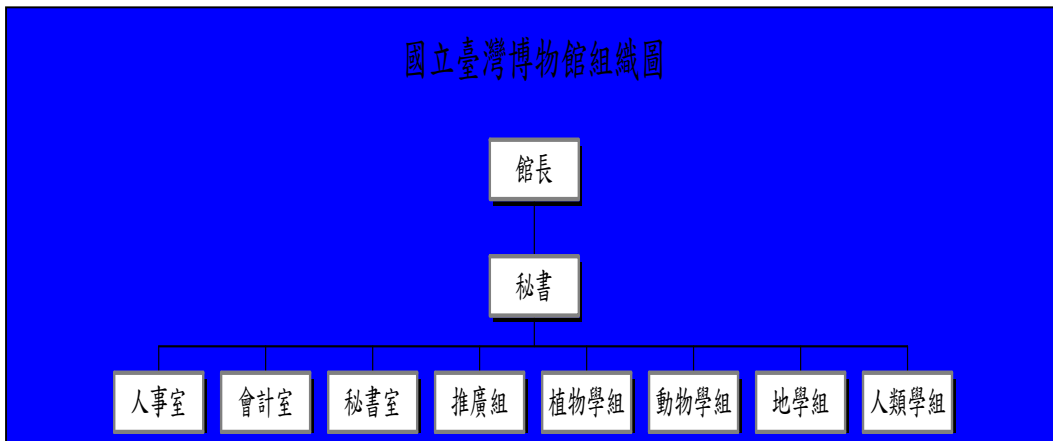 國立臺灣博物館組織圖
館長
秘書
人事室
會計室
秘書室
推廣組
植物學組
動物學組
地學組
人類學組